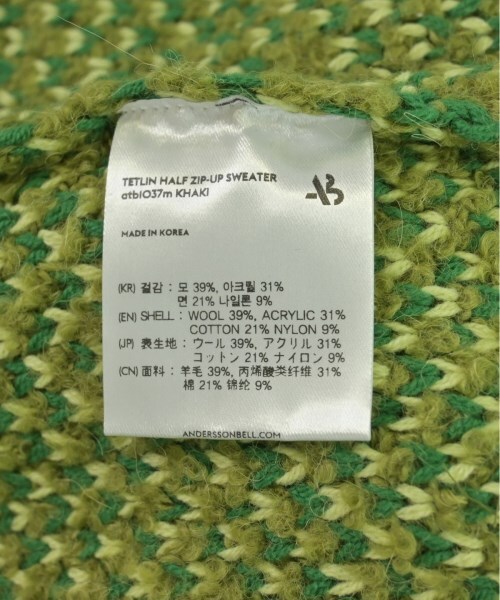 TETLIN HALF ZIP-UP SWEATER
atb1037m KHAKI
AB
MADE IN KOREA
(KR) 겉감 : 모 39%, 아크릴 31%
면 21% 나일론 9%
(EN) SHELL : WOOL 39%, ACRYLIC 31%
COTTON 21% NYLON 9%
(JP) 表生地 : ウール 39%, アクリル 31%
コットン 21% ナイロン 9%
(CN) 面料 : 羊毛 39%, 丙烯酸类纤维 31%
棉 21% 锦纶 9%
ANDERSSONBELL.COM